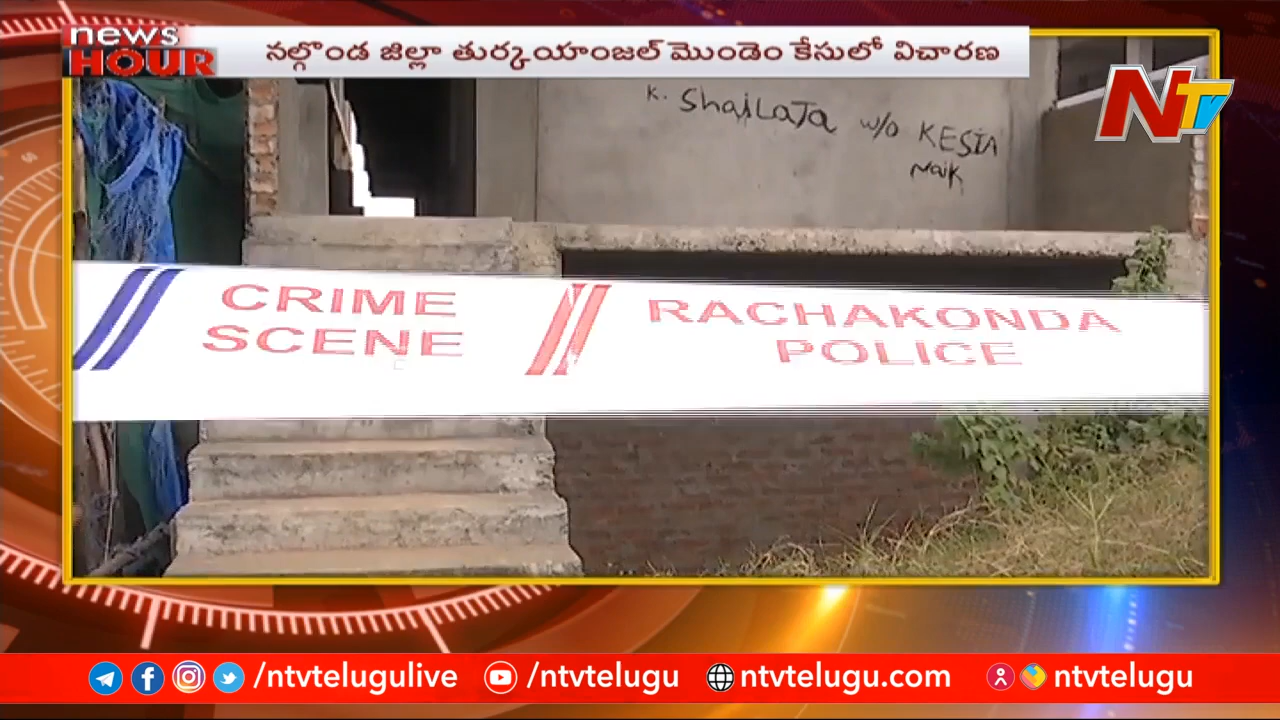 news
HOUR
నల్గొండ జిల్లా తుర్కయాంజల్ మొండెం కేసులో విచారణ
NTV
K. ShaiLaJa w/o KESIA
Naik
CRIME
SCENE
RACHAKONDA
POLICE
/ntvtelugulive
/ntvtelugu
ntvtelugu.com
ntvtelugu